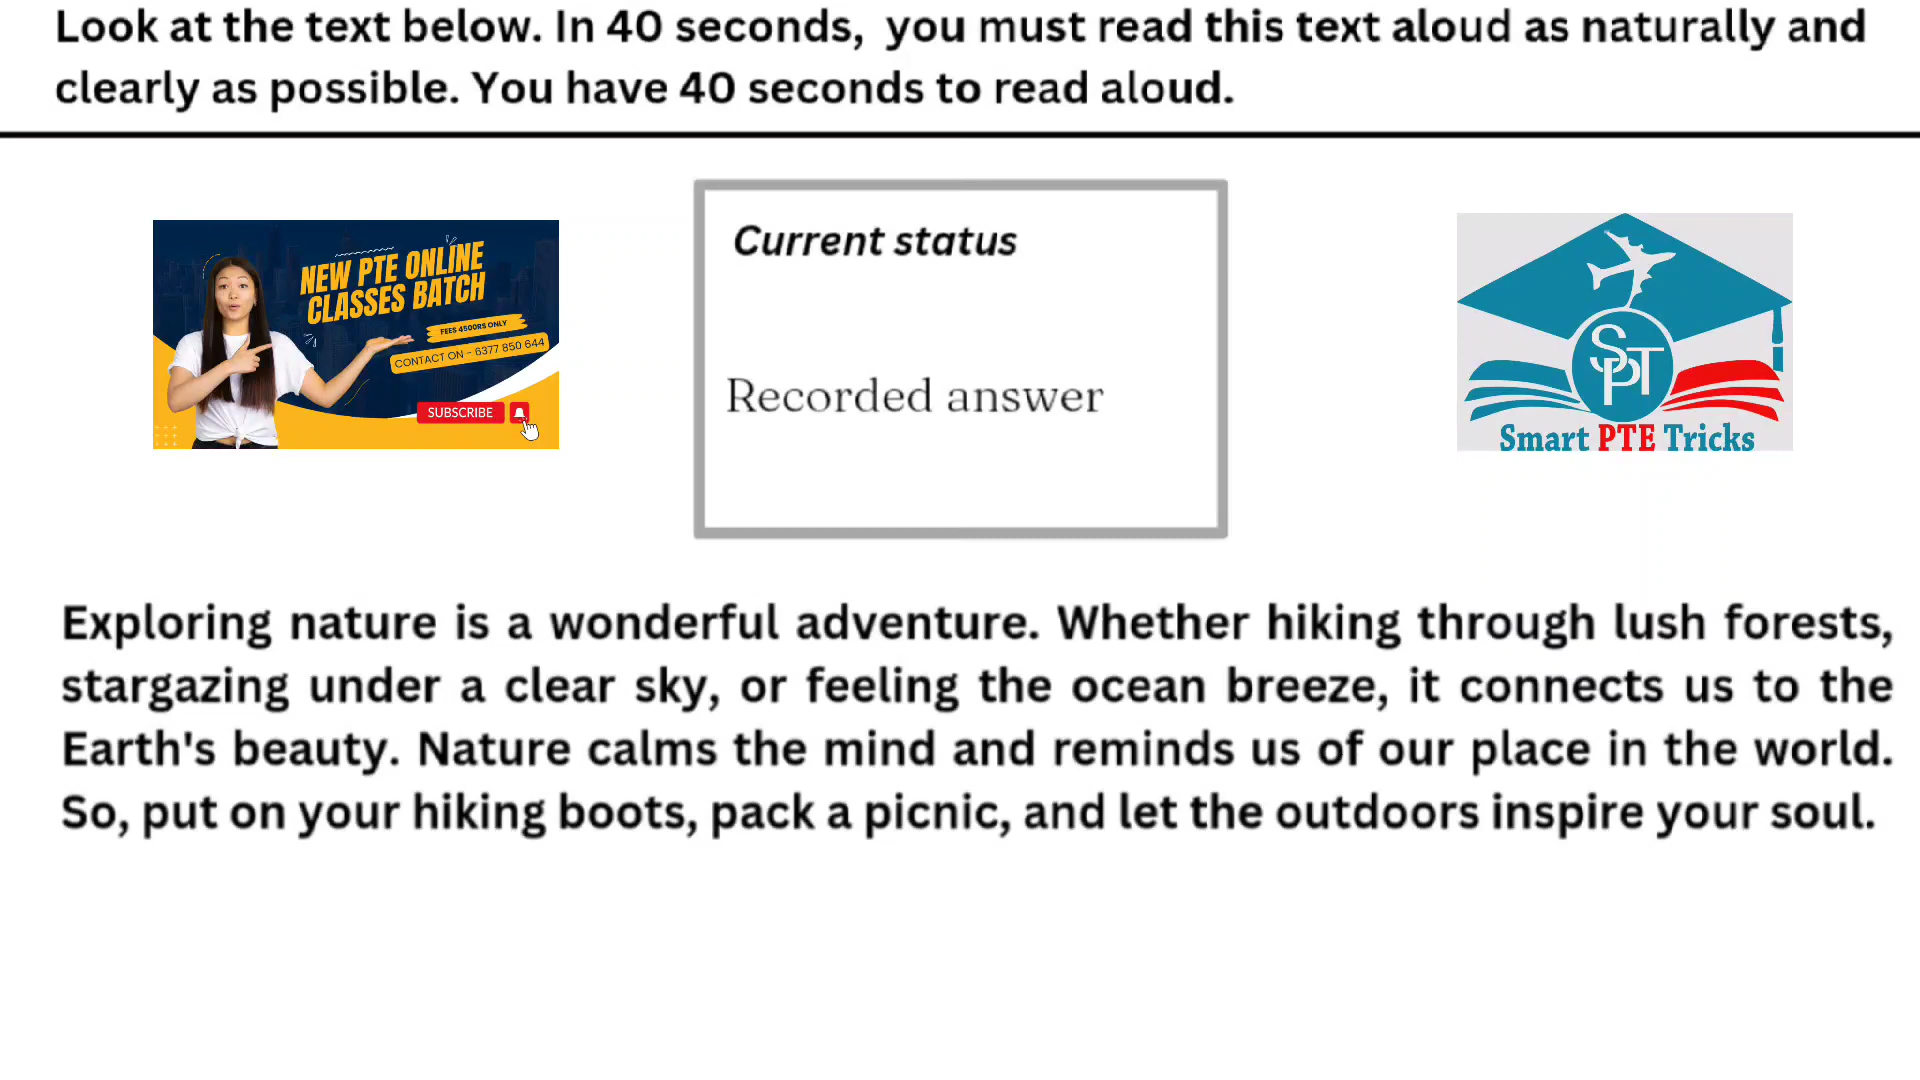 Look at the text below. In 40 seconds, you must read this text aloud as naturally and
clearly as possible. You have 40 seconds to read aloud.
NEW PTE ONLINE
CLASSES BATCH
FEES 4500RS ONLY
CONTACT ON - 6377 850 644
SUBSCRIBE
Current status
Recorded answer
SPT
Smart PTE Tricks
Exploring nature is a wonderful adventure. Whether hiking through lush forests,
stargazing under a clear sky, or feeling the ocean breeze, it connects us to the
Earth's beauty. Nature calms the mind and reminds us of our place in the world.
So, put on your hiking boots, pack a picnic, and let the outdoors inspire your soul.